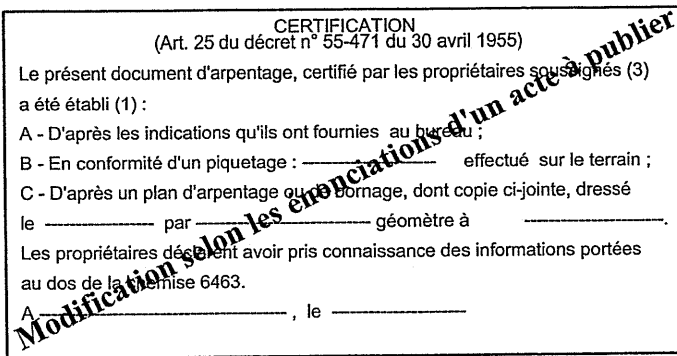 CERTIFICATION
(Art. 25 du décret n° 55-471 du 30 avril 1955)
Le présent document d'arpentage, certifié par les propriétaires soussignés (3)
a été établi (1) :
A - D'après les indications qu'ils ont fournies au bureau ;
B - En conformité d'un piquetage : effectué sur le terrain ;
C - D'après un plan d'arpentage ou de bornage, dont copie ci-jointe, dressé
le par géomètre à .
Les propriétaires déclarent avoir pris connaissance des informations portées
au dos de la chemise 6463.
A , le
Modification selon les énonciations d'un acte à publier